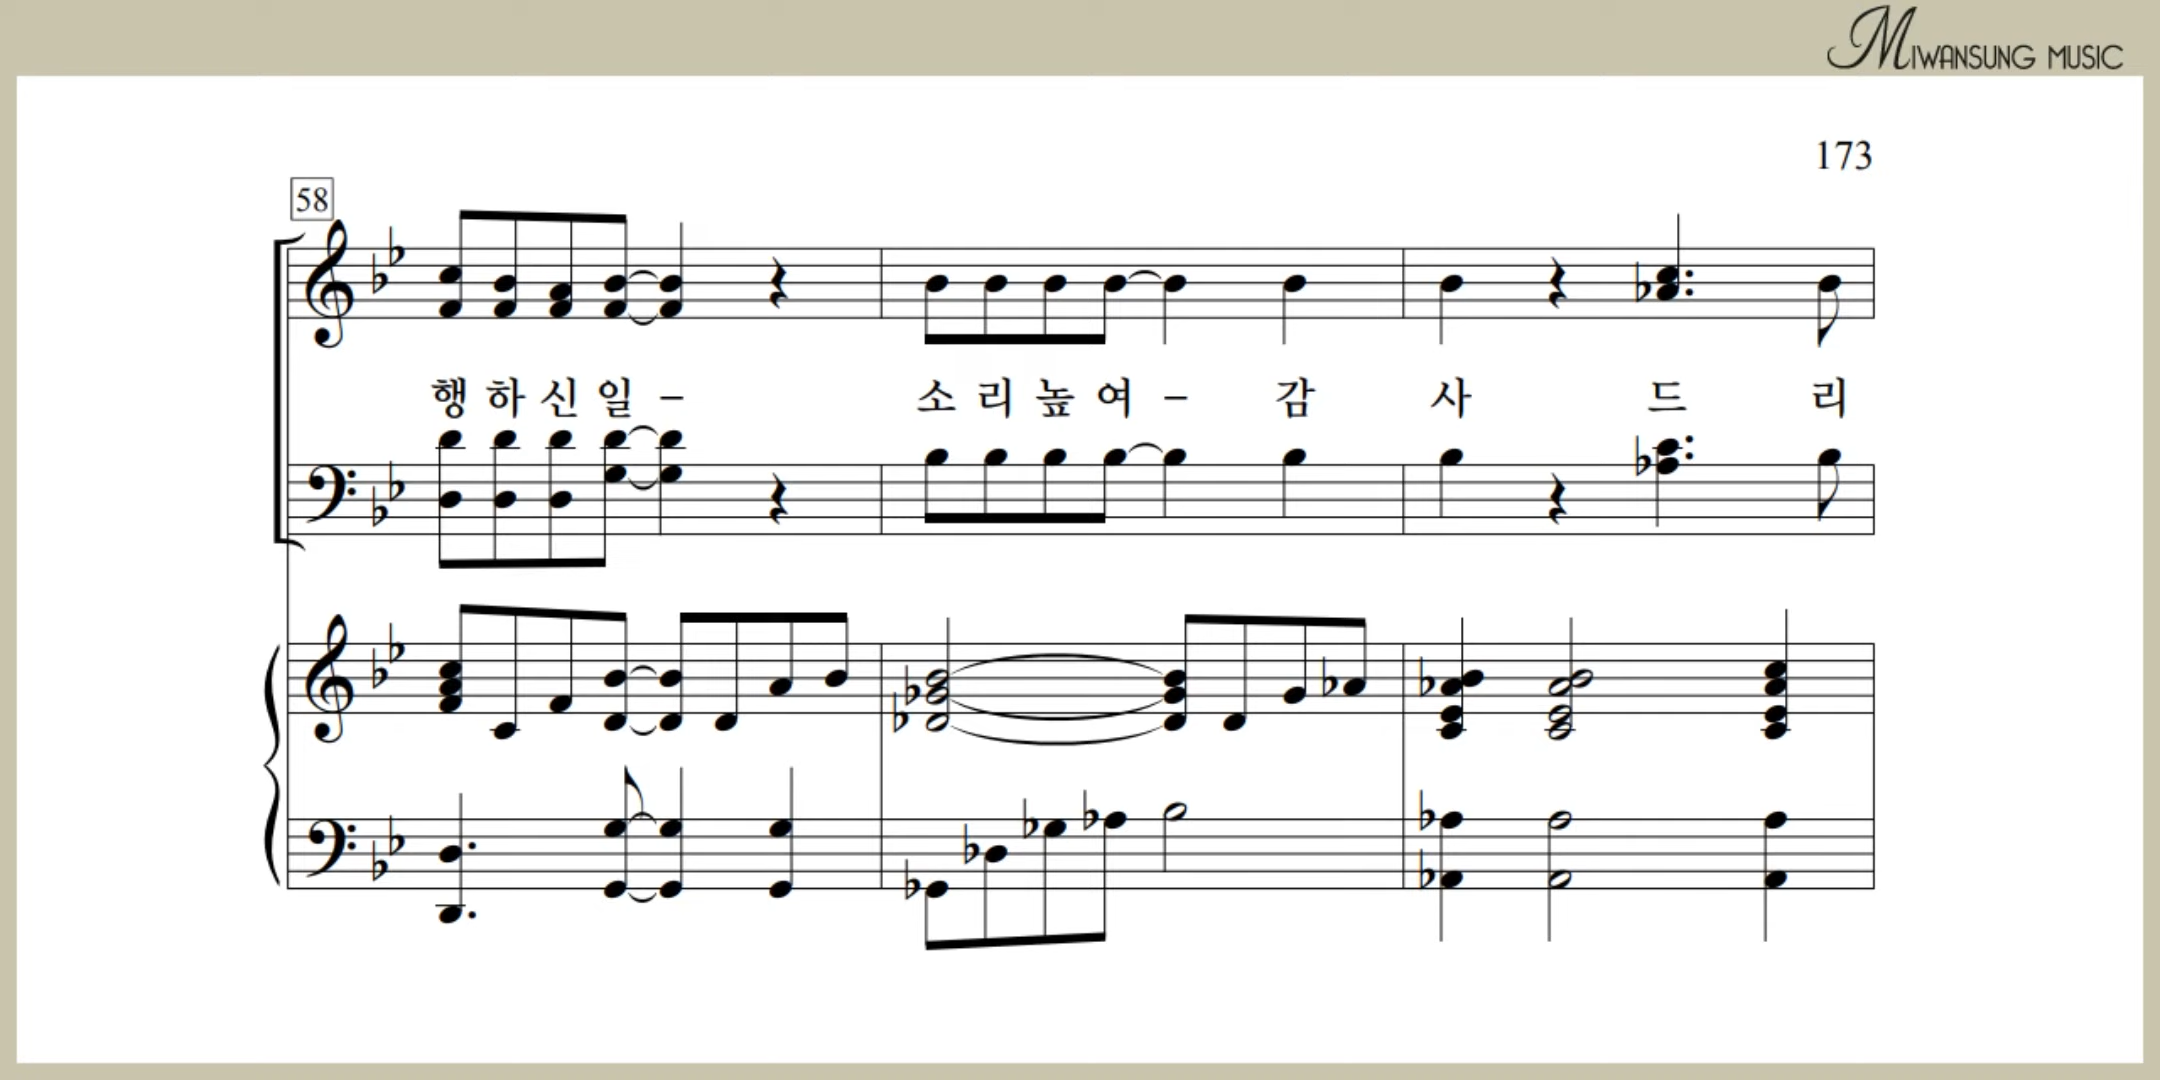 MIWANSUNG MUSIC
173
58
행 하 신 일 - 소 리 높 여 - 감 사 드 리